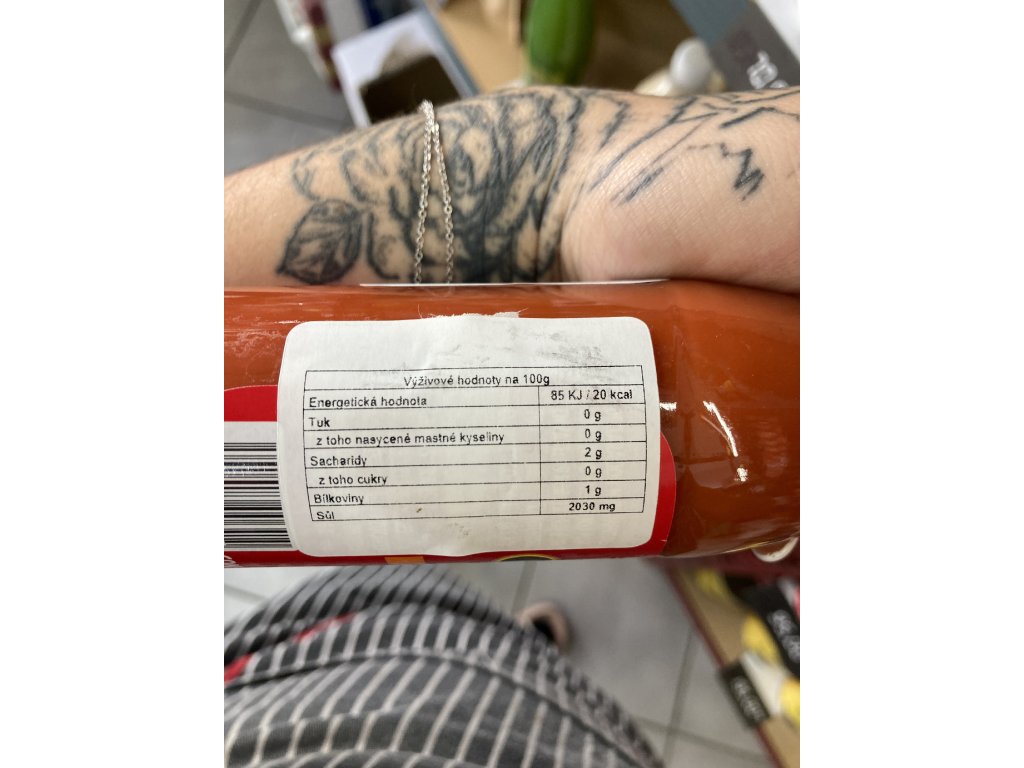 Výživové hodnoty na 100g
Energetická hodnota 85 KJ / 20 kcal
Tuk 0 g
z toho nasycené mastné kyseliny 0 g
Sacharidy 2 g
z toho cukry 0 g
Bílkoviny 1 g
Sůl 2030 mg